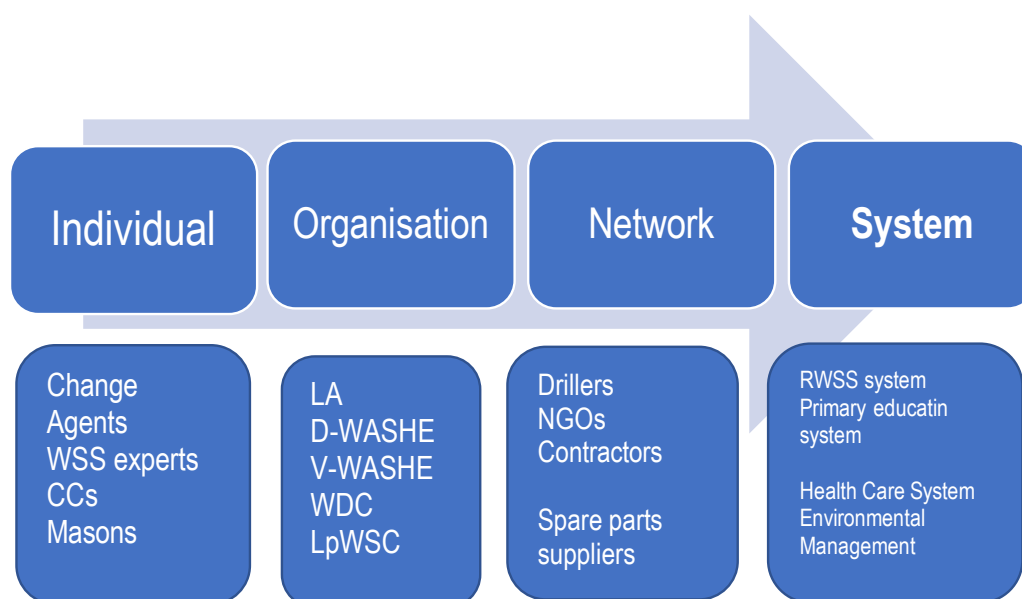 Individual
Organisation
Network
System
Change
Agents
WSS experts
CCs
Masons
LA
D-WASHE
V-WASHE
WDC
LpWSC
Drillers
NGOs
Contractors
Spare parts
suppliers
RWSS system
Primary educatin
system
Health Care System
Environmental
Management